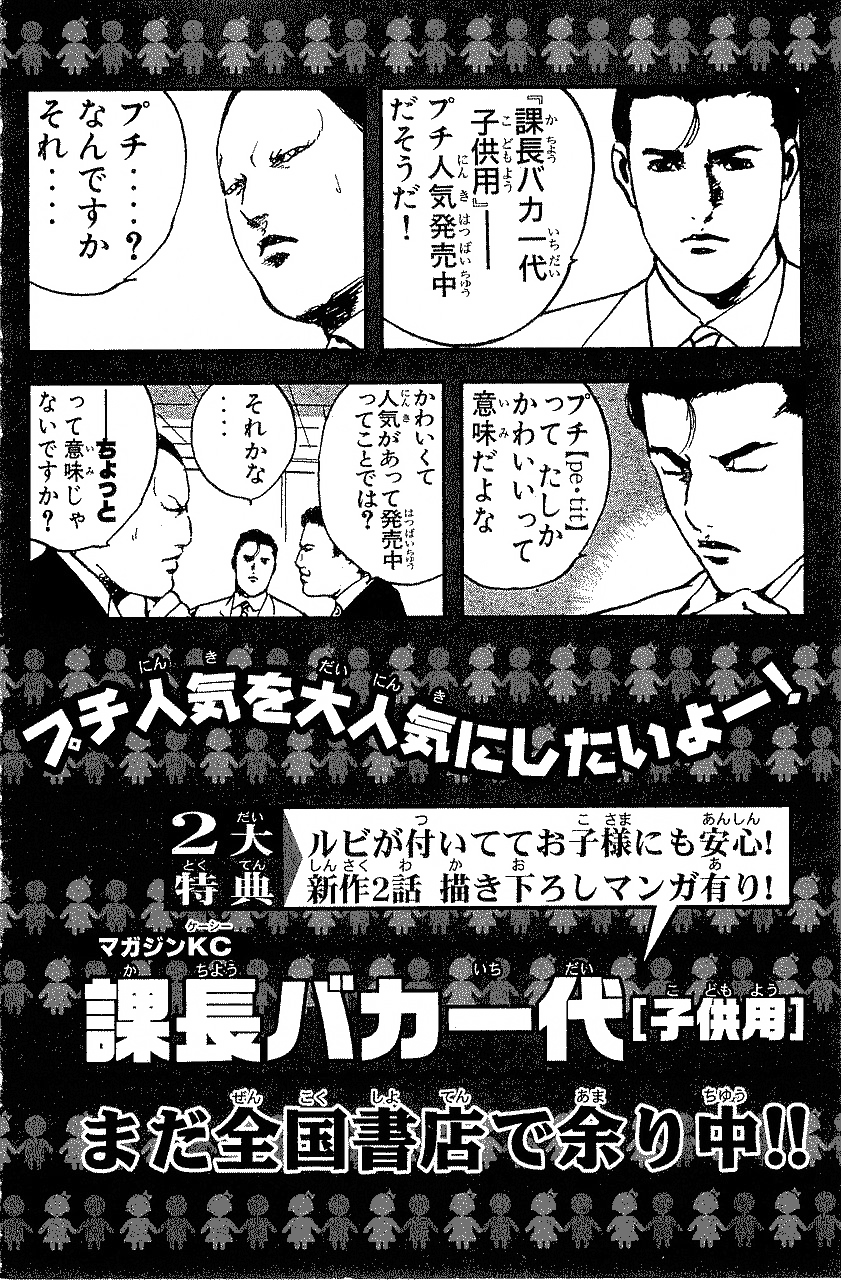 『課長バカ一代
子供用』――
プチ人気発売中
だそうだ!
プチ‥‥?
なんですか
それ‥‥
プチ【pe・tit】
って たしか
かわいいって
意味だよな
かわいくて
人気があって発売中
ってことでは?
それかな
‥‥
――ちょっと
って意味じゃ
ないですか?
プチ人気を大人気にしたいよー!
2大
特典
ルビが付いててお子様にも安心!
新作2話 描き下ろしマンガ有り!
マガジンKC
課長バカ一代[子供用]
まだ全国書店で余り中!!